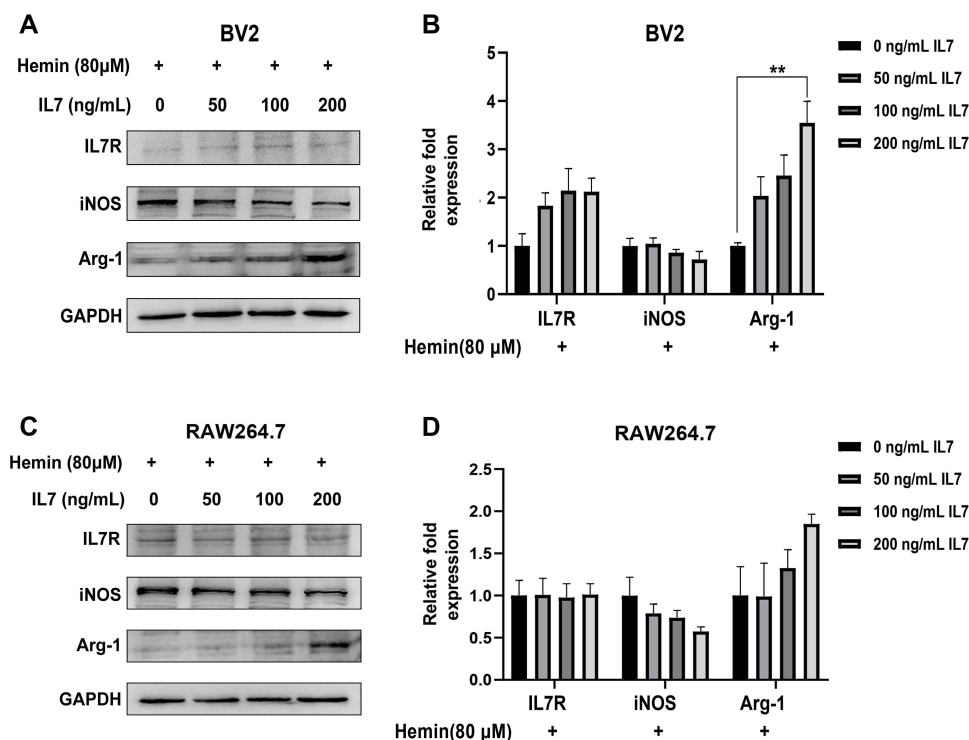 A
BV2
Hemin (80μM) + + + +
IL7 (ng/mL) 0 50 100 200
IL7R
iNOS
Arg-1
GAPDH
B
BV2
Relative fold
expression
5
4
3
2
1
0
**
IL7R iNOS Arg-1
Hemin(80 μM) + + +
0 ng/mL IL7
50 ng/mL IL7
100 ng/mL IL7
200 ng/mL IL7
C
RAW264.7
Hemin (80μM) + + + +
IL7 (ng/mL) 0 50 100 200
IL7R
iNOS
Arg-1
GAPDH
D
RAW264.7
Relative fold
expression
2.5
2.0
1.5
1.0
0.5
0.0
IL7R iNOS Arg-1
Hemin(80 μM) + + +
0 ng/mL IL7
50 ng/mL IL7
100 ng/mL IL7
200 ng/mL IL7